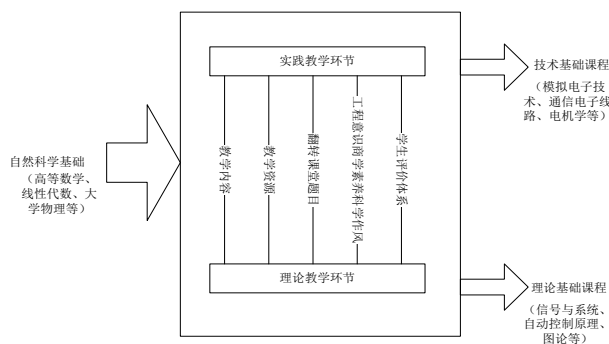 实践教学环节
技术基础课程
（模拟电子技
术、通信电子线
路、电机学等）
自然科学基础
（高等数学、
线性代数、大
学物理等）
教学内容
教学资源
翻转课堂题目
工程意识商学素养科学作风
学生评价体系
理论教学环节
理论基础课程
（信号与系统、
自动控制原理、
图论等）